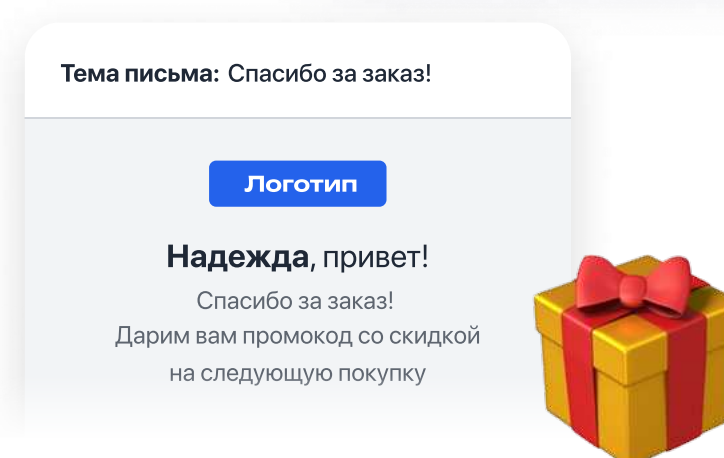 Тема письма: Спасибо за заказ!
Логотип
Надежда, привет!
Спасибо за заказ!
Дарим вам промокод со скидкой
на следующую покупку